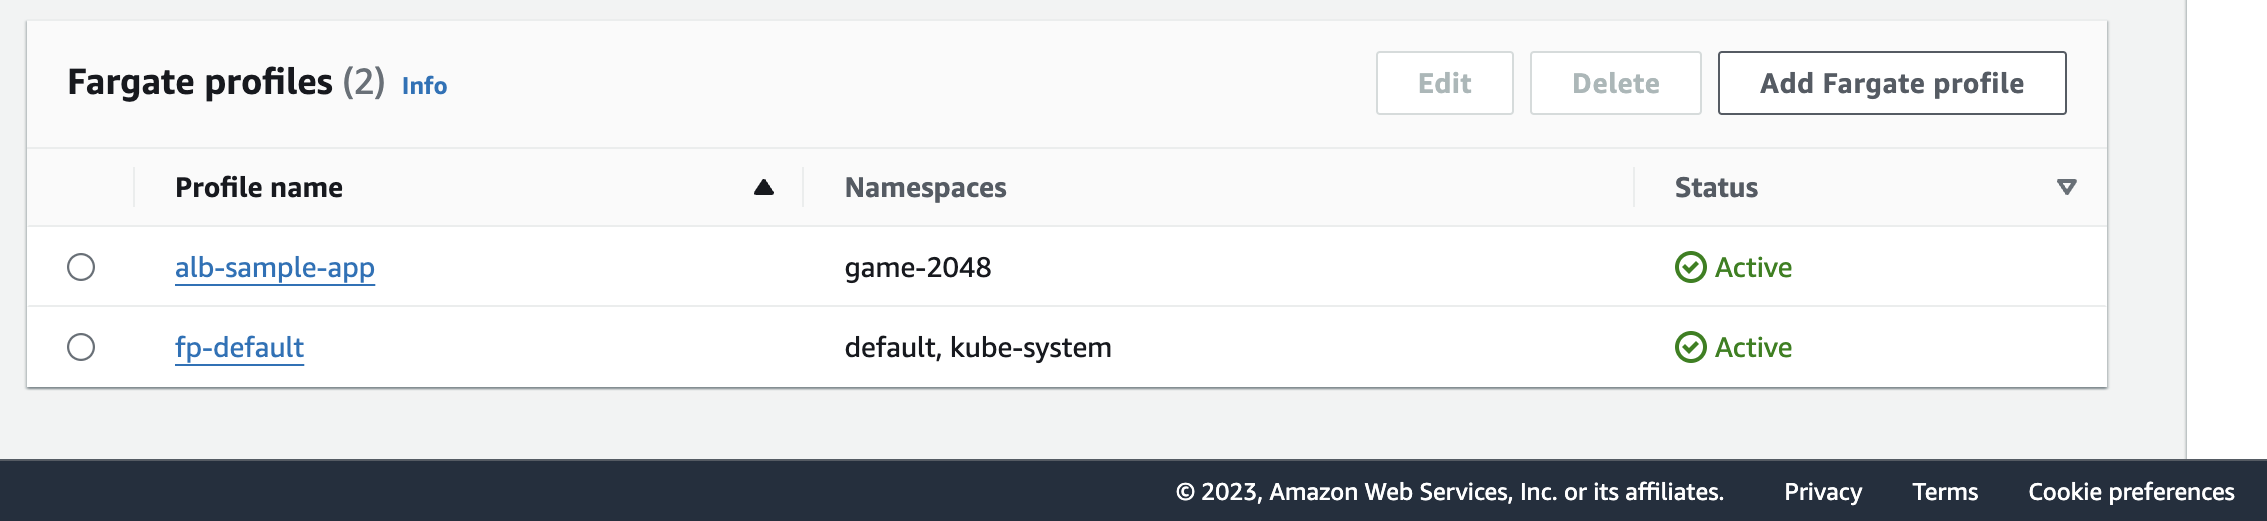 Fargate profiles (2) Info Edit Delete Add Fargate profile
Profile name Namespaces Status
alb-sample-app game-2048 Active
fp-default default, kube-system Active
© 2023, Amazon Web Services, Inc. or its affiliates. Privacy Terms Cookie preferences